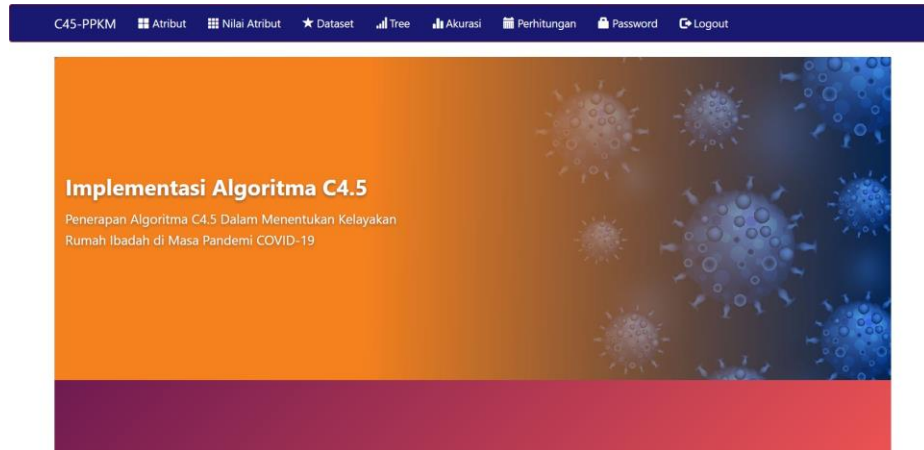 C45-PPKM Atribut Nilai Atribut Dataset Tree Akurasi Perhitungan Password Logout
Implementasi Algoritma C4.5
Penerapan Algoritma C4.5 Dalam Menentukan Kelayakan
Rumah Ibadah di Masa Pandemi COVID-19